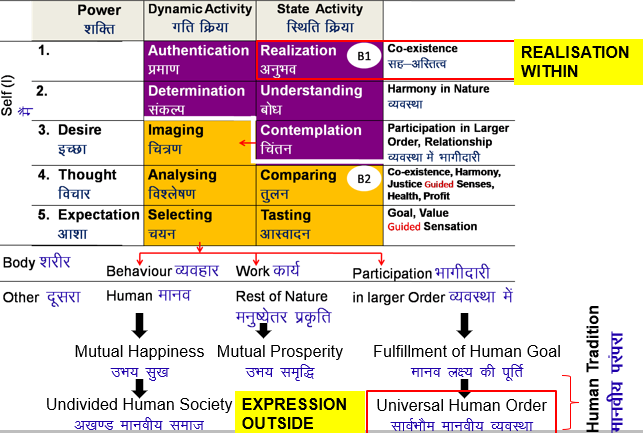 Power Dynamic Activity State Activity
शक्ति गति क्रिया स्थिति क्रिया
Self (I)
में
1. Authentication Realization B1 Co-existence
प्रमाण अनुभव सह–अस्तित्व
REALISATION
WITHIN
2. Determination Understanding Harmony in Nature
संकल्प बोध व्यवस्था
3. Desire Imaging Contemplation Participation in Larger
Order, Relationship
इच्छा चित्रण चिंतन व्यवस्था में भागीदारी
4. Thought Analysing Comparing B2 Co-existence, Harmony,
Justice Guided Senses,
विचार विश्लेषण तुलन Health, Profit
5. Expectation Selecting Tasting Goal, Value
आशा चयन आस्वादन Guided Sensation
Body शरीर Behaviour व्यवहार Work कार्य Participation भागीदारी
Other दूसरा Human मानव Rest of Nature in larger Order व्यवस्था में
मनुष्येतर प्रकृति
Mutual Happiness Mutual Prosperity Fulfillment of Human Goal
उभय सुख उभय समृद्धि मानव लक्ष्य की पूर्ति
Undivided Human Society EXPRESSION Universal Human Order
अखण्ड मानवीय समाज OUTSIDE सार्वभौम मानवीय व्यवस्था
Human Tradition
मानवीय परंपरा